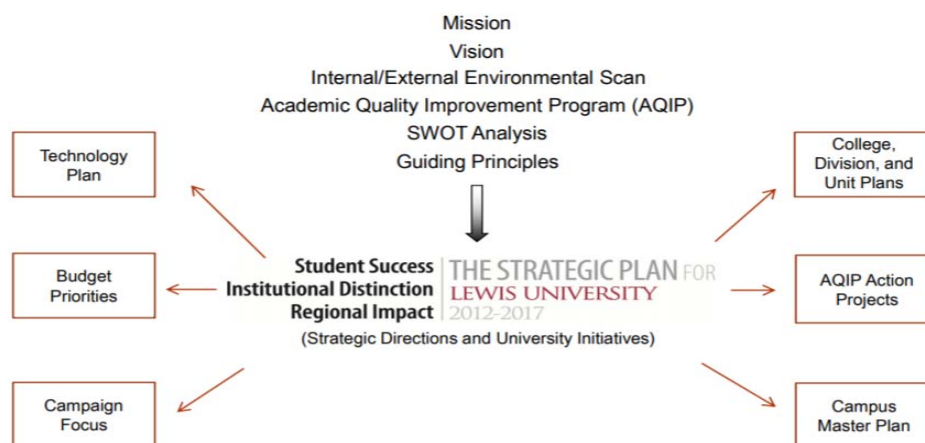 Mission
Vision
Internal/External Environmental Scan
Academic Quality Improvement Program (AQIP)
SWOT Analysis
Guiding Principles
Technology
Plan
College,
Division, and
Unit Plans
Budget
Priorities
Student Success
Institutional Distinction
Regional Impact
THE STRATEGIC PLAN FOR
LEWIS UNIVERSITY
2012-2017
(Strategic Directions and University Initiatives)
AQIP Action
Projects
Campaign
Focus
Campus
Master Plan